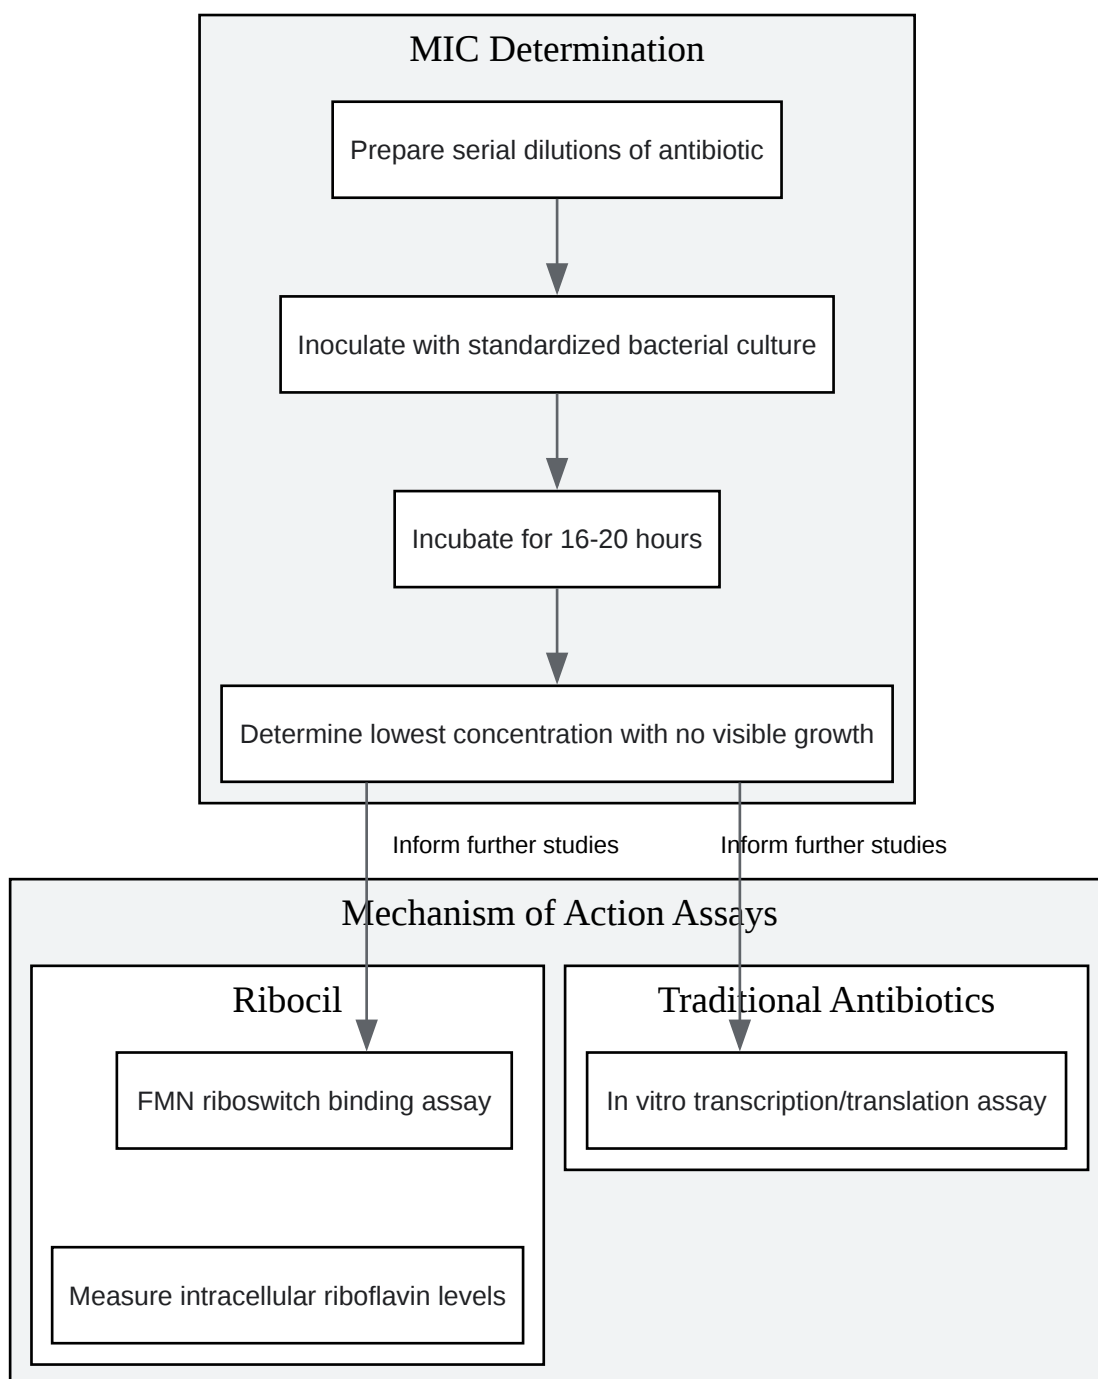 MIC Determination
Prepare serial dilutions of antibiotic
Inoculate with standardized bacterial culture
Incubate for 16-20 hours
Determine lowest concentration with no visible growth
Inform further studies
Inform further studies
Mechanism of Action Assays
Ribocil
Traditional Antibiotics
FMN riboswitch binding assay
In vitro transcription/translation assay
Measure intracellular riboflavin levels